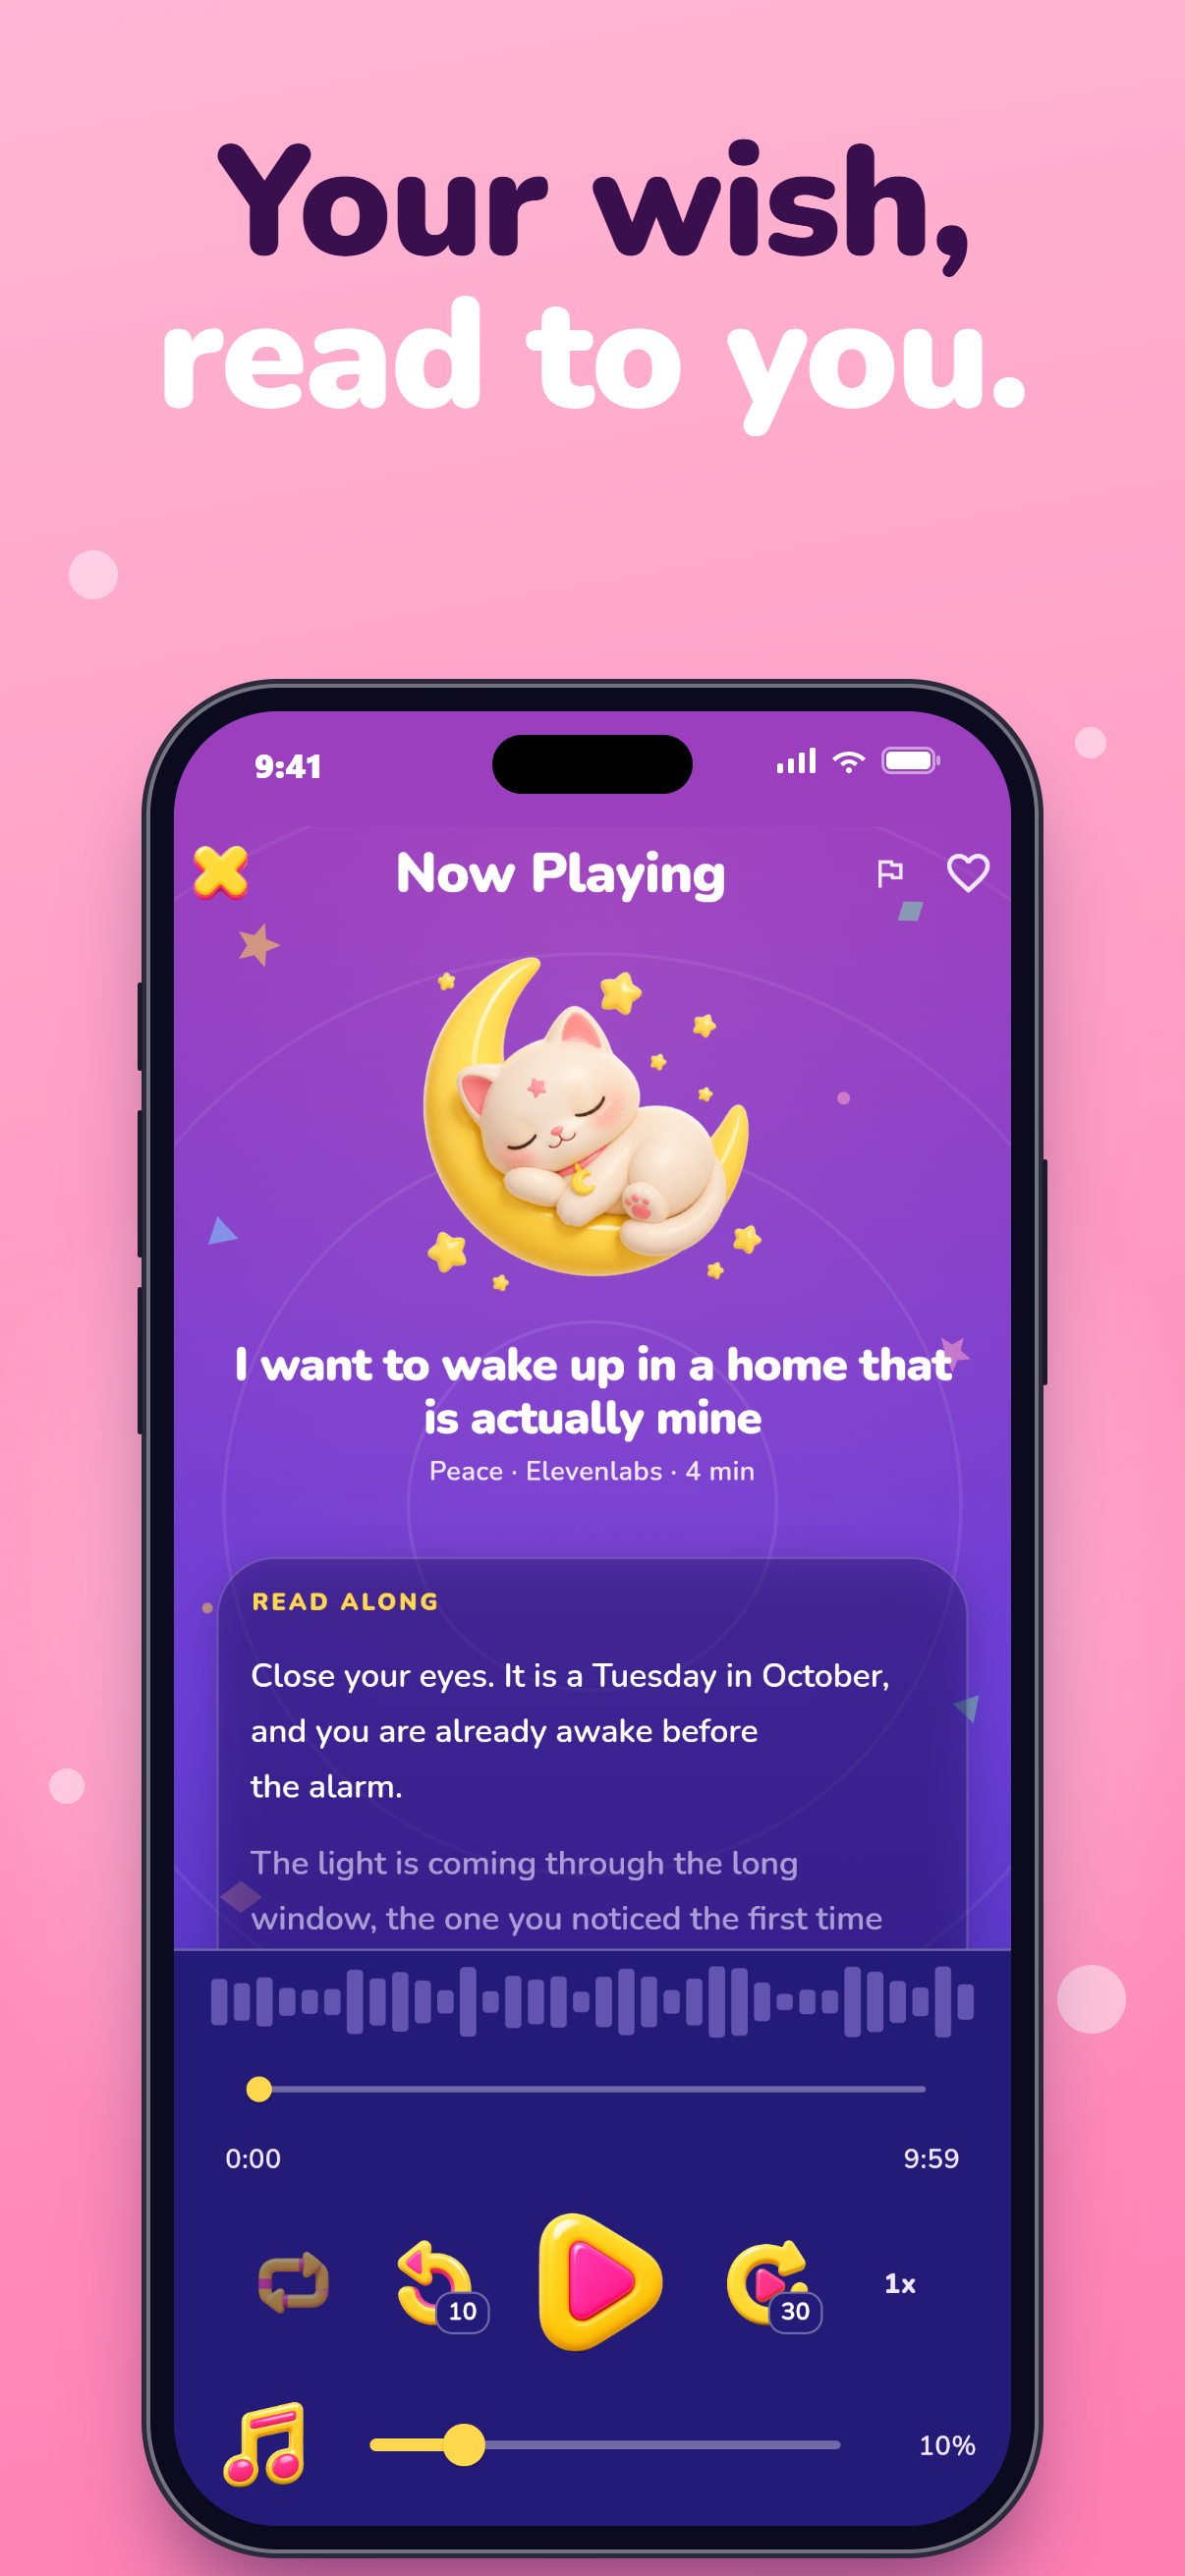 Your wish,
read to you.
9:41
Now Playing
I want to wake up in a home that
is actually mine
Peace · Elevenlabs · 4 min
READ ALONG
Close your eyes. It is a Tuesday in October,
and you are already awake before
the alarm.
The light is coming through the long
window, the one you noticed the first time
0:00
9:59
10
30
1x
10%